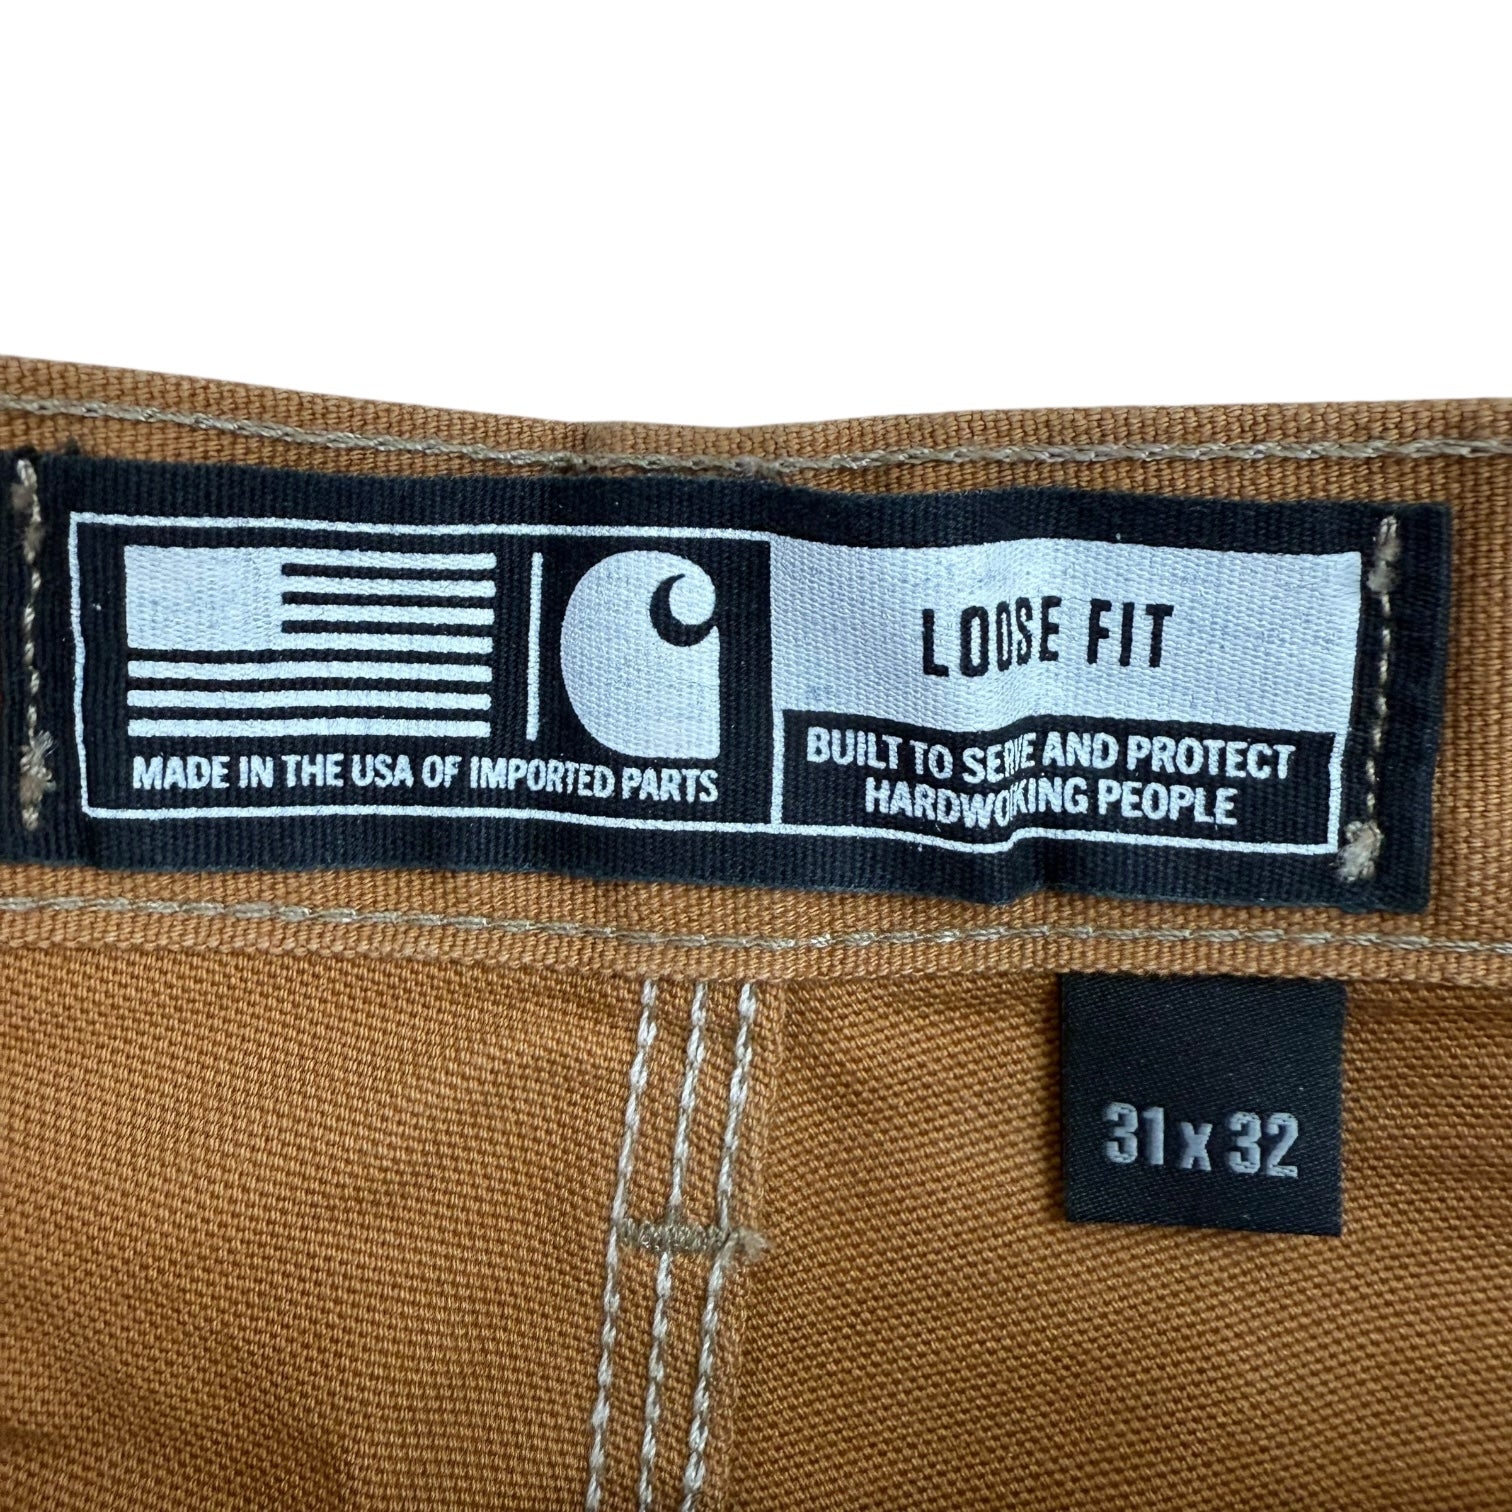 MADE IN THE USA OF IMPORTED PARTS
LOOSE FIT
BUILT TO SERVE AND PROTECT
HARDWORKING PEOPLE
31 x 32